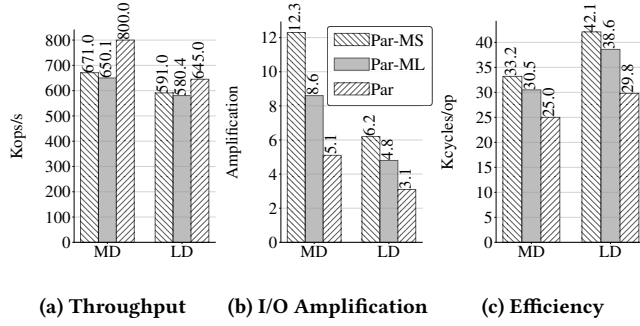 800.0
671.0
650.1
591.0
580.4
645.0
800
700
600
500
400
300
200
100
0
Kops/s
MD
LD
12.3
8.6
5.1
6.2
4.8
3.1
12
10
8
6
4
2
0
Amplification
MD
LD
Par-MS
Par-ML
Par
33.2
30.5
25.0
42.1
38.6
29.8
40
35
30
25
20
15
10
5
0
Kcycles/op
MD
LD
(a) Throughput
(b) I/O Amplification
(c) Efficiency